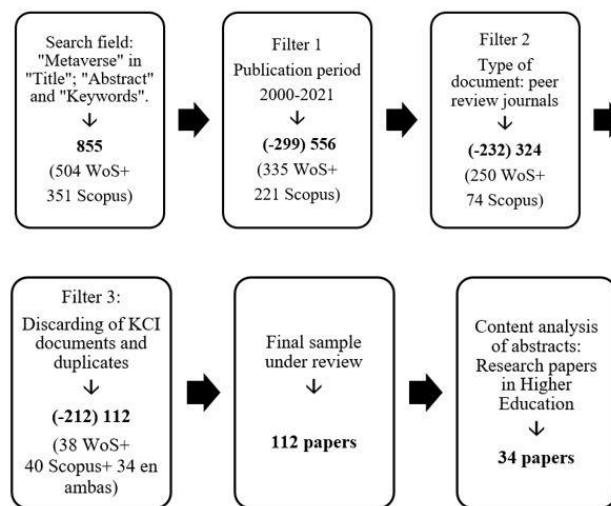 Search field:
"Metaverse" in
"Title"; "Abstract"
and "Keywords".
↓
855
(504 WoS+
351 Scopus)
Filter 1
Publication period
2000-2021
↓
(-299) 556
(335 WoS+
221 Scopus)
Filter 2
Type of
document: peer
review journals
↓
(-232) 324
(250 WoS+
74 Scopus)
Filter 3:
Discarding of KCI
documents and
duplicates
↓
(-212) 112
(38 WoS+
40 Scopus+ 34 en
ambas)
Final sample
under review
↓
112 papers
Content analysis
of abstracts:
Research papers
in Higher
Education
↓
34 papers